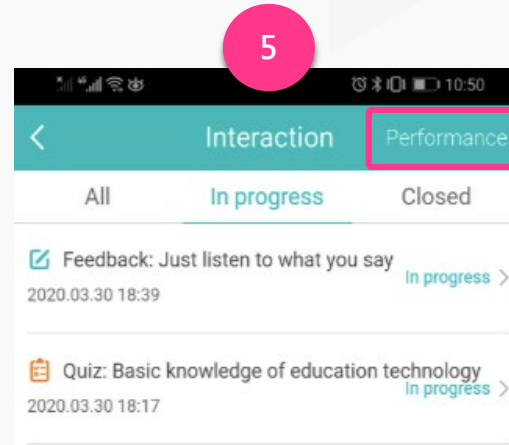 5
4G 10:50
Interaction Performance
All In progress Closed
Feedback: Just listen to what you say
In progress
2020.03.30 18:39
Quiz: Basic knowledge of education technology
In progress
2020.03.30 18:17